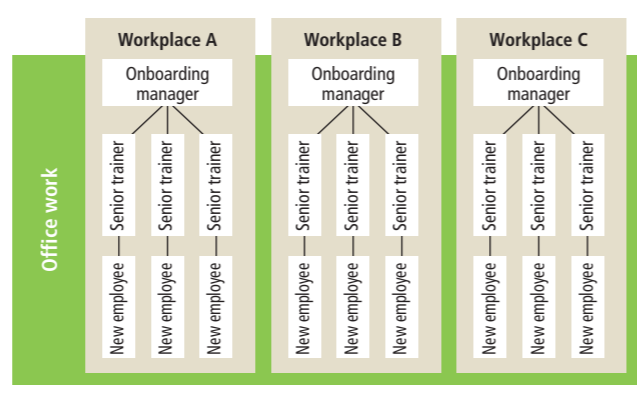 Office work
Workplace A
Onboarding
manager
Senior trainer
Senior trainer
Senior trainer
New employee
New employee
New employee
Workplace B
Onboarding
manager
Senior trainer
Senior trainer
Senior trainer
New employee
New employee
New employee
Workplace C
Onboarding
manager
Senior trainer
Senior trainer
Senior trainer
New employee
New employee
New employee